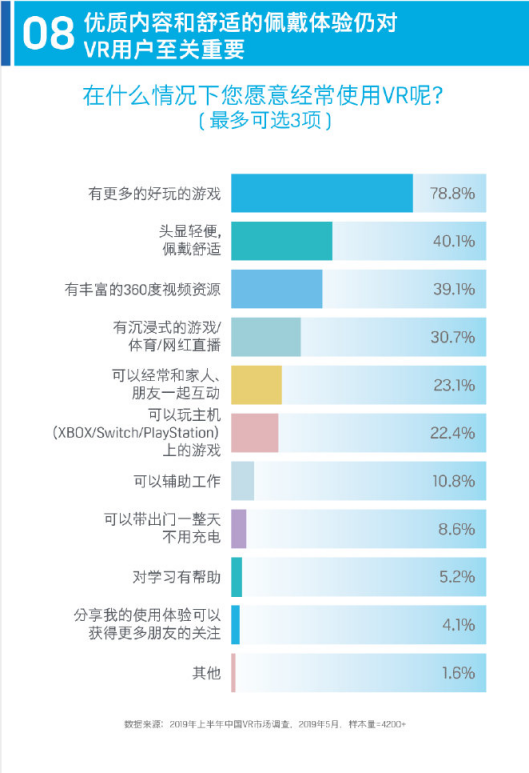 08 优质内容和舒适的佩戴体验仍对
VR用户至关重要
在什么情况下您愿意经常使用VR呢?
(最多可选3项)
有更多的好玩的游戏 78.8%
头显轻便,
佩戴舒适 40.1%
有丰富的360度视频资源 39.1%
有沉浸式的游戏/
体育/网红直播 30.7%
可以经常和家人、
朋友一起互动 23.1%
可以玩主机
(XBOX/Switch/PlayStation)
上的游戏 22.4%
可以辅助工作 10.8%
可以带出门一整天
不用充电 8.6%
对学习有帮助 5.2%
分享我的使用体验可以
获得更多朋友的关注 4.1%
其他 1.6%
数据来源：2019年上半年中国VR市场调查，2019年5月，样本量=4200+